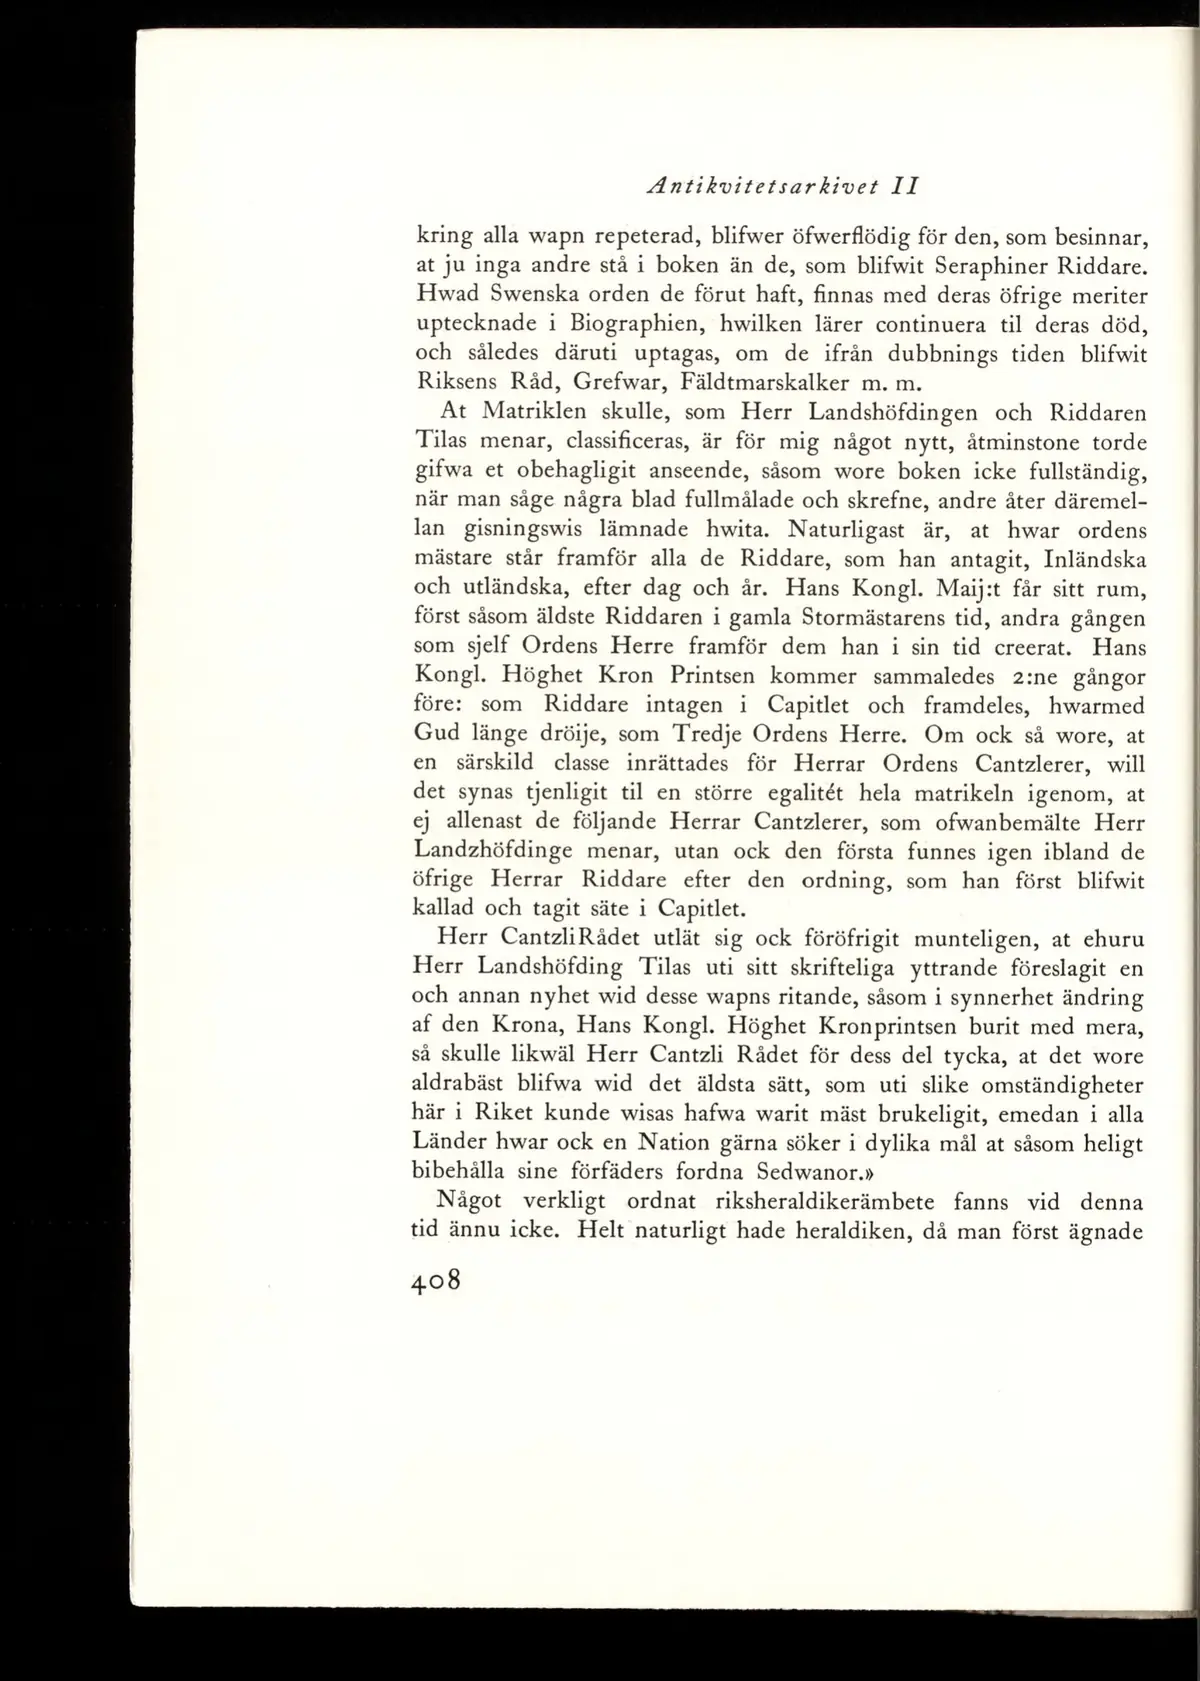 Antikvitetsarkivet II
kring alla wapn repeterad, blifwer öfwerflödig för den, som besinnar,
at ju inga andre stå i boken än de, som blifwit Seraphiner Riddare.
Hwad Swenska orden de förut haft, finnas med deras öfrige meriter
uptecknade i Biographien, hwilken lärer continuera til deras död,
och således däruti uptagas, om de ifrån dubbnings tiden blifwit
Riksens Råd, Grefwar, Fäldtmarskalker m. m.
At Matriklen skulle, som Herr Landshöfdingen och Riddaren
Tilas menar, classificeras, är för mig något nytt, åtminstone torde
gifwa et obehagligit anseende, såsom wore boken icke fullständig,
när man såge några blad fullmålade och skrefne, andre åter däremel-
lan gisningswis lämnade hwita. Naturligast är, at hwar ordens
mästare står framför alla de Riddare, som han antagit, Inländska
och utländska, efter dag och år. Hans Kongl. Maij:t får sitt rum,
först såsom äldste Riddaren i gamla Stormästarens tid, andra gången
som sjelf Ordens Herre framför dem han i sin tid creerat. Hans
Kongl. Höghet Kron Printsen kommer sammaledes 2:ne gångor
före: som Riddare intagen i Capitlet och framdeles, hwarmed
Gud länge dröije, som Tredje Ordens Herre. Om ock så wore, at
en särskild classe inrättades för Herrar Ordens Cantzlerer, will
det synas tjenligit til en större egalitét hela matrikeln igenom, at
ej allenast de följande Herrar Cantzlerer, som ofwanbemälte Herr
Landzhöfdinge menar, utan ock den första funnes igen ibland de
öfrige Herrar Riddare efter den ordning, som han först blifwit
kallad och tagit säte i Capitlet.
Herr CantzliRådet utlät sig ock föröfrigit munteligen, at ehuru
Herr Landshöfding Tilas uti sitt skrifteliga yttrande föreslagit en
och annan nyhet wid desse wapns ritande, såsom i synnerhet ändring
af den Krona, Hans Kongl. Höghet Kronprintsen burit med mera,
så skulle likwäl Herr Cantzli Rådet för dess del tycka, at det wore
aldrabäst blifwa wid det äldsta sätt, som uti slike omständigheter
här i Riket kunde wisas hafwa warit mäst brukeligit, emedan i alla
Länder hwar ock en Nation gärna söker i dylika mål at såsom heligt
bibehålla sine förfäders fordna Sedwanor.»
Något verkligt ordnat riksheraldikerämbete fanns vid denna
tid ännu icke. Helt naturligt hade heraldiken, då man först ägnade
408